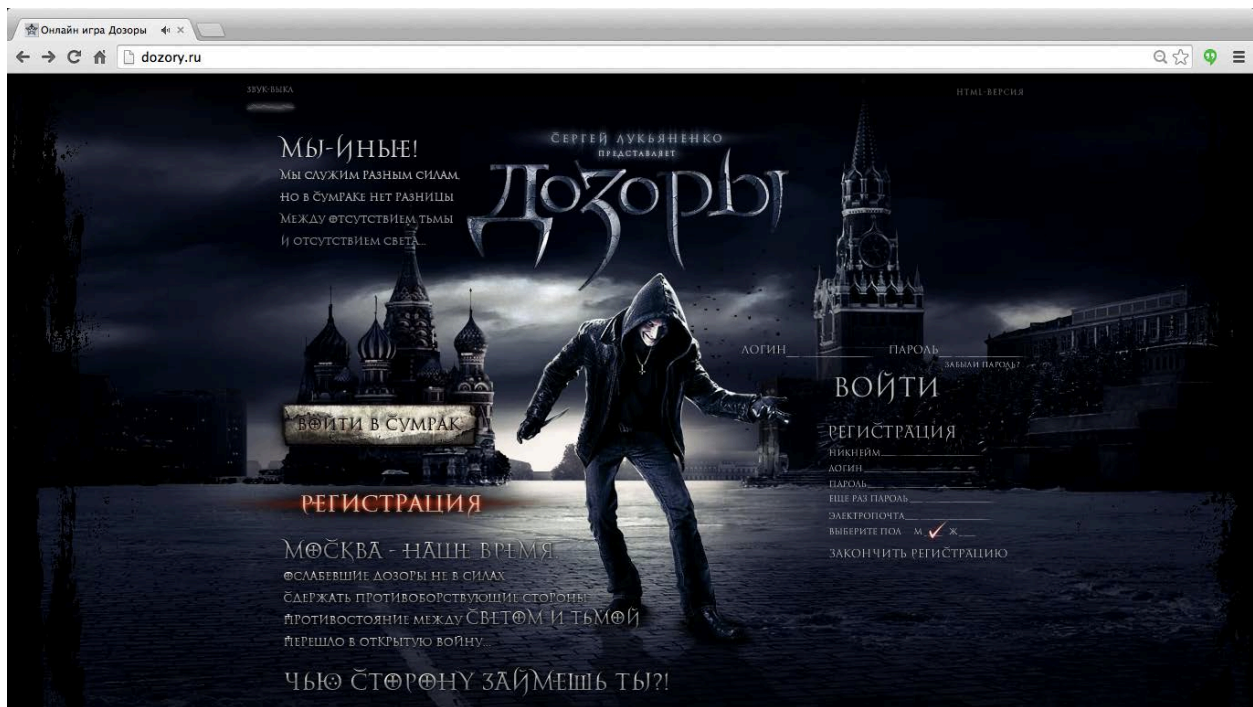 Онлайн игра Дозоры
dozory.ru
ЗВУК-ВЫКЛ
HTML-ВЕРСИЯ
МЫ-ИНЫЕ!
МЫ СЛУЖИМ РАЗНЫМ СИЛАМ,
НО В СУМРАКЕ НЕТ РАЗНИЦЫ
МЕЖДУ ОТСУТСТВИЕМ ТЬМЫ
И ОТСУТСТВИЕМ СВЕТА...
СЕРГЕЙ ЛУКЬЯНЕНКО
ПРЕДСТАВЛЯЕТ
ДОЗОРЫ
ЛОГИН ПАРОЛЬ
ЗАБЫЛИ ПАРОЛЬ?
ВОЙТИ
ВОЙТИ В СУМРАК
РЕГИСТРАЦИЯ
НИКНЕЙМ
ЛОГИН
ПАРОЛЬ
ЕЩЕ РАЗ ПАРОЛЬ
ЭЛЕКТРОПОЧТА
ВЫБЕРИТЕ ПОЛ М Ж
ЗАКОНЧИТЬ РЕГИСТРАЦИЮ
РЕГИСТРАЦИЯ
МОСКВА - НАШЕ ВРЕМЯ
ОСЛАБЕВШИЕ ДОЗОРЫ НЕ В СИЛАХ
СДЕРЖАТЬ ПРОТИВОБОРСТВУЮЩИЕ СТОРОНЫ
ПРОТИВОСТОЯНИЕ МЕЖДУ СВЕТОМ И ТЬМОЙ
ПЕРЕШЛО В ОТКРЫТУЮ ВОЙНУ...
ЧЬЮ СТОРОНУ ЗАЙМЕШЬ ТЫ?!